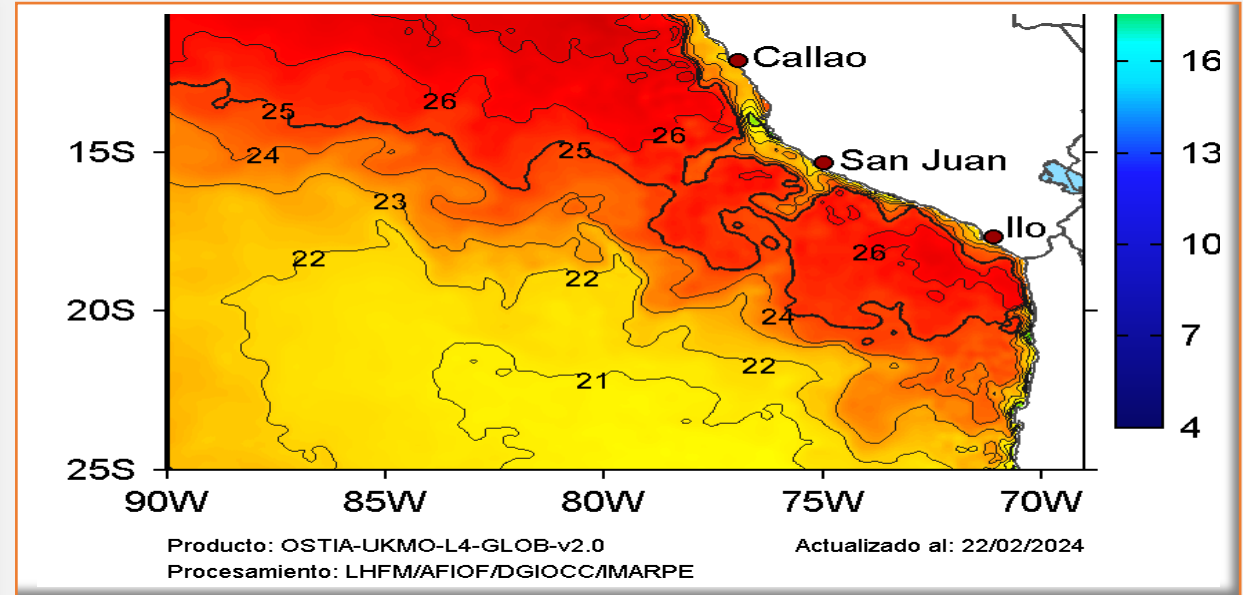 Callao
16
26
25
26
25
15S
24
San Juan
13
23
Ilo
26
10
22
22
20S
24
7
22
21
4
25S
90W 85W 80W 75W 70W
Producto: OSTIA-UKMO-L4-GLOB-v2.0 Actualizado al: 22/02/2024
Procesamiento: LHFM/AFIOF/DGIOCC/IMARPE